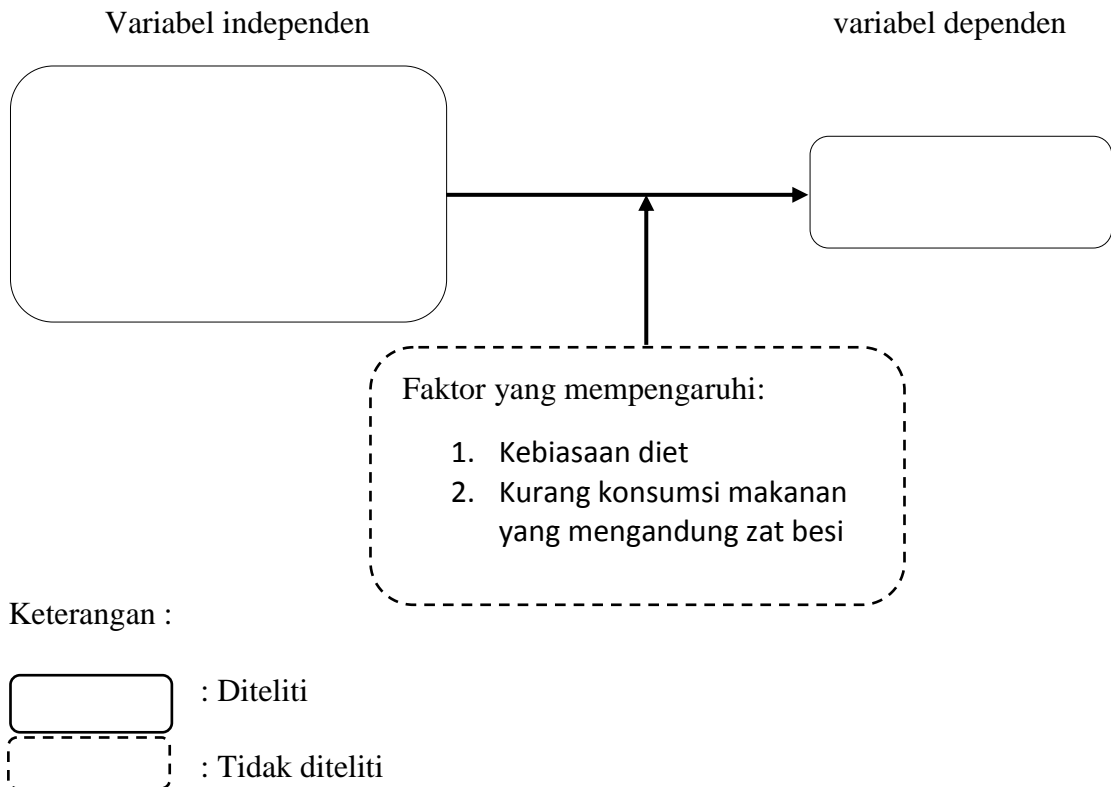 Variabel independen
variabel dependen
Faktor yang mempengaruhi:
1. Kebiasaan diet
2. Kurang konsumsi makanan
yang mengandung zat besi
Keterangan :
: Diteliti
: Tidak diteliti